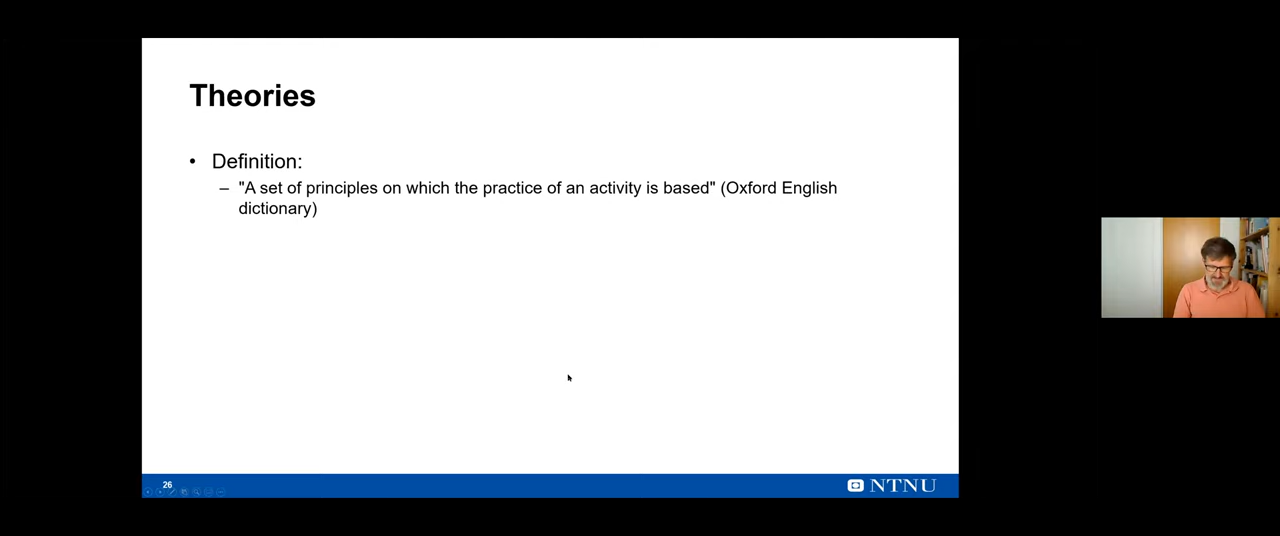 Theories
• Definition:
– "A set of principles on which the practice of an activity is based" (Oxford English
dictionary)
26
NTNU